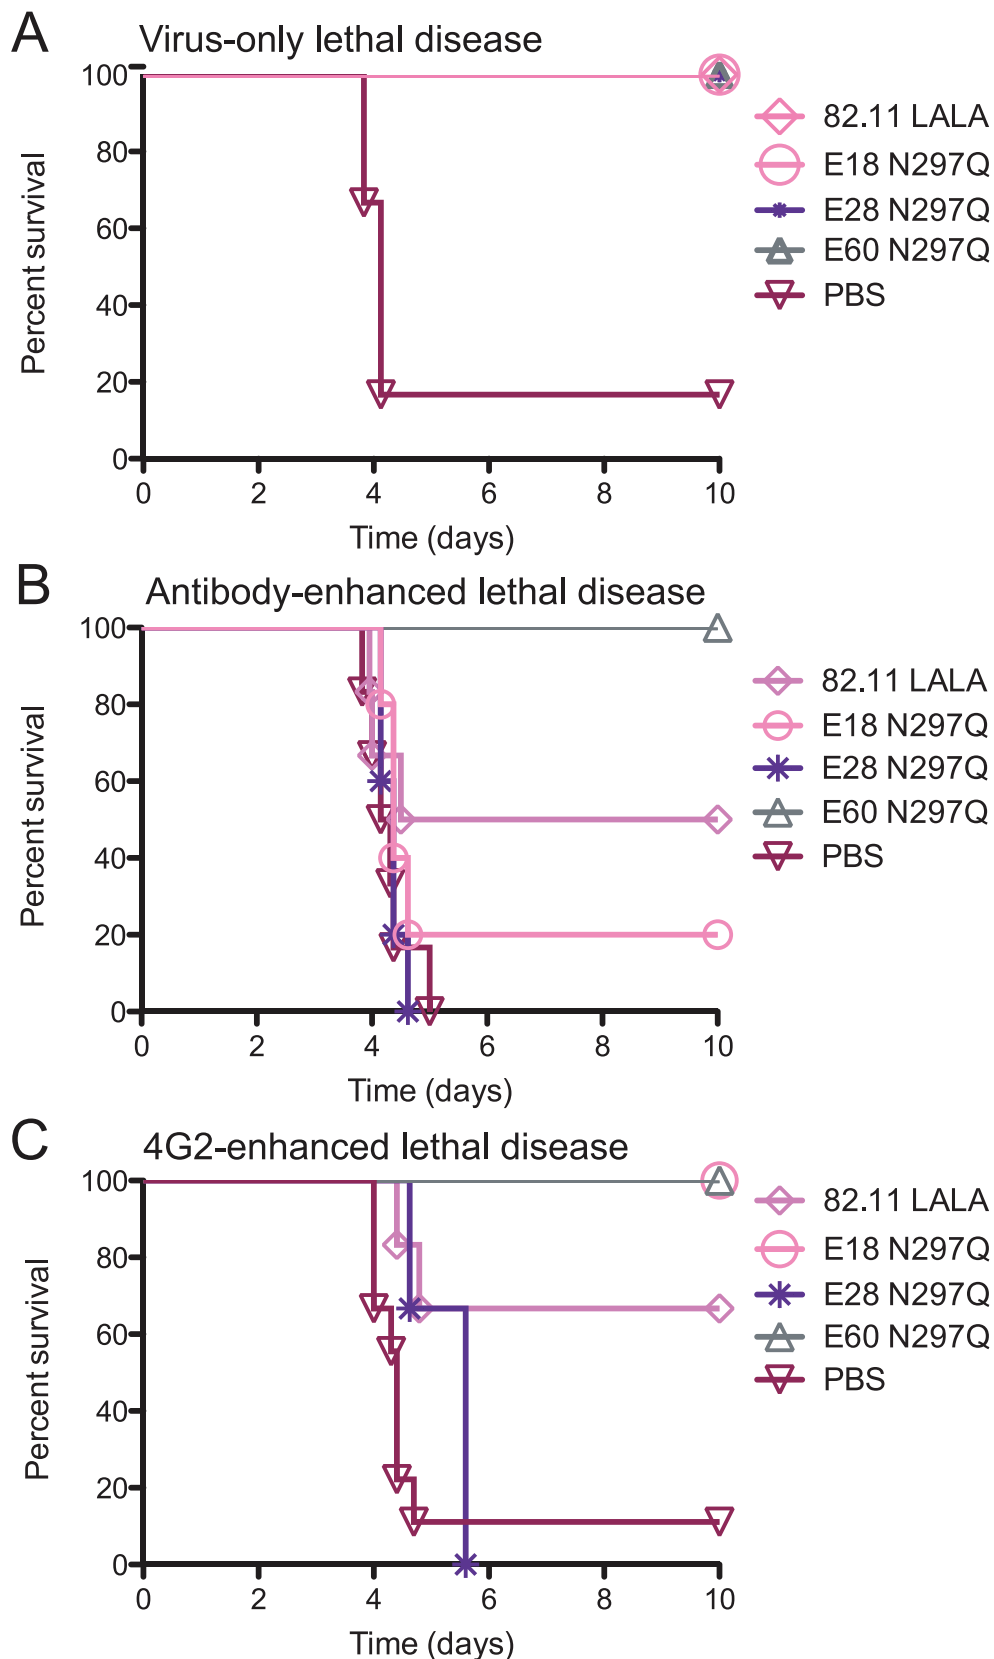 A
Virus-only lethal disease
Percent survival
100
80
60
40
20
0
0 2 4 6 8 10
Time (days)
82.11 LALA
E18 N297Q
E28 N297Q
E60 N297Q
PBS
B
Antibody-enhanced lethal disease
Percent survival
100
80
60
40
20
0
0 2 4 6 8 10
Time (days)
82.11 LALA
E18 N297Q
E28 N297Q
E60 N297Q
PBS
C
4G2-enhanced lethal disease
Percent survival
100
80
60
40
20
0
0 2 4 6 8 10
Time (days)
82.11 LALA
E18 N297Q
E28 N297Q
E60 N297Q
PBS